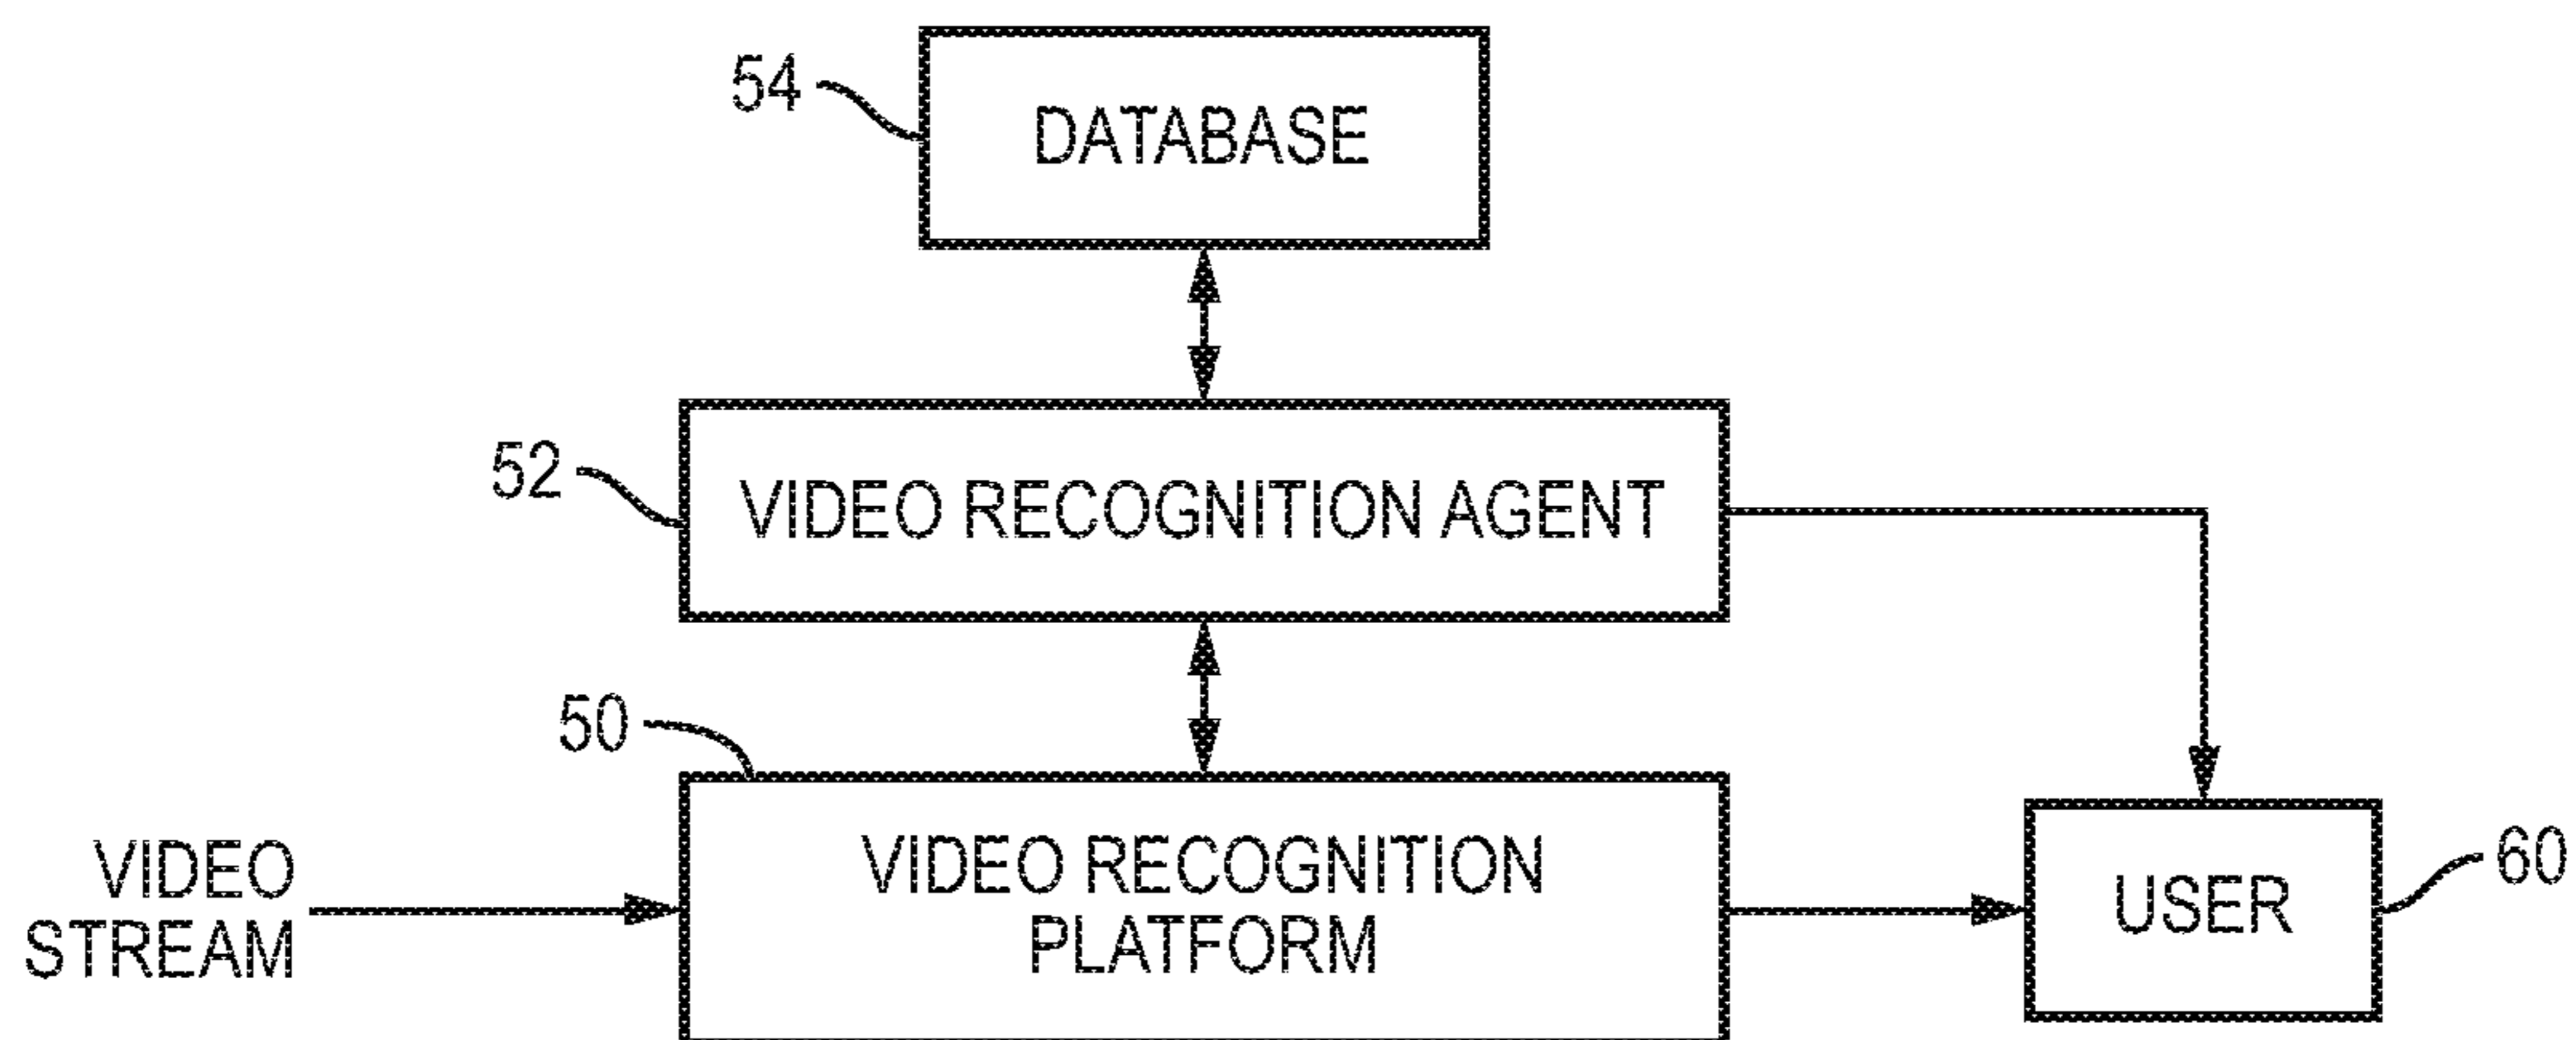 54
DATABASE
52
VIDEO RECOGNITION AGENT
50
VIDEO
STREAM
VIDEO RECOGNITION
PLATFORM
USER
60